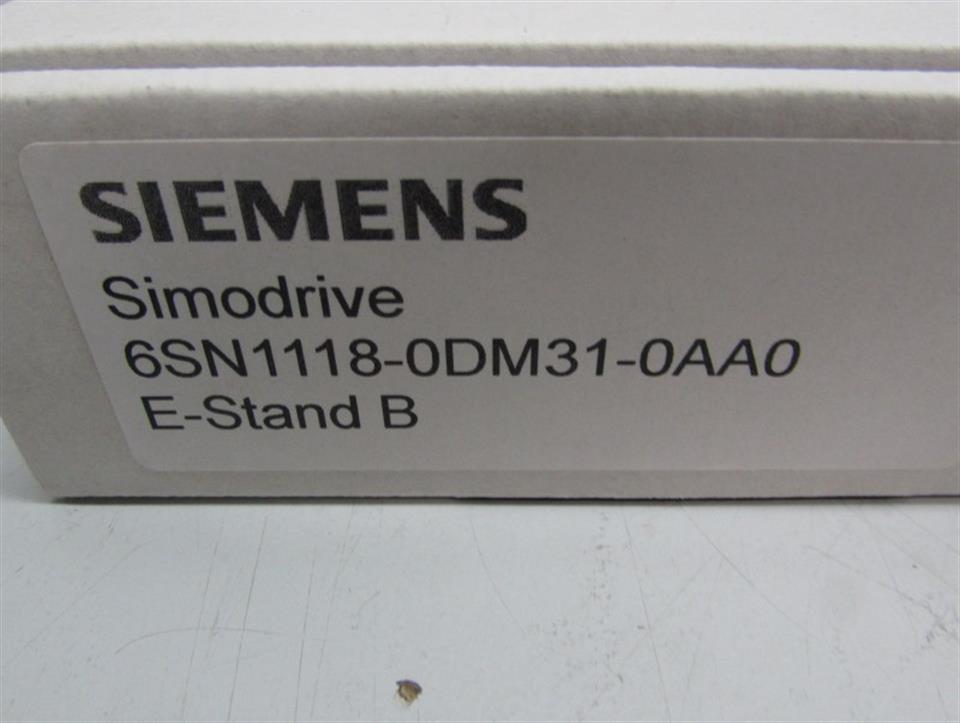 SIEMENS
Simodrive
6SN1118-0DM31-0AA0
E-Stand B